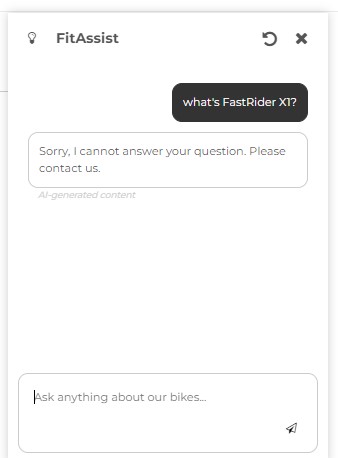 FitAssist
what's FastRider X1?
Sorry, I cannot answer your question. Please
contact us.
AI-generated content
Ask anything about our bikes...